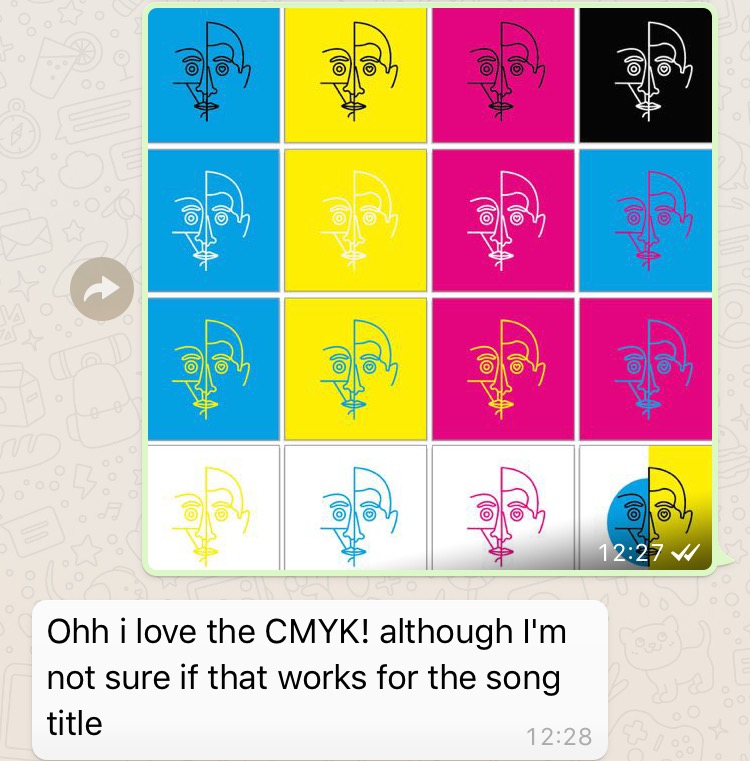 12:27
Ohh i love the CMYK! although I'm
not sure if that works for the song
title
12:28